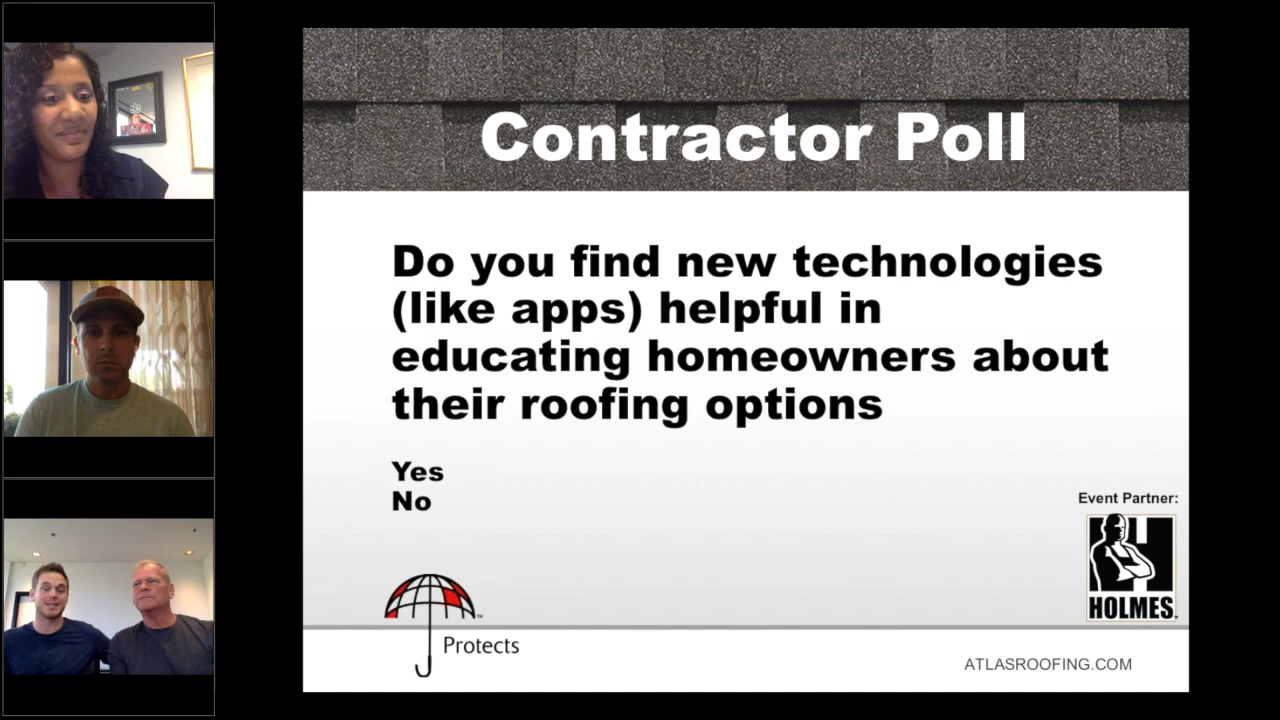 Contractor Poll
Do you find new technologies
(like apps) helpful in
educating homeowners about
their roofing options
Yes
No
Event Partner:
HOLMES
Protects
ATLASROOFING.COM